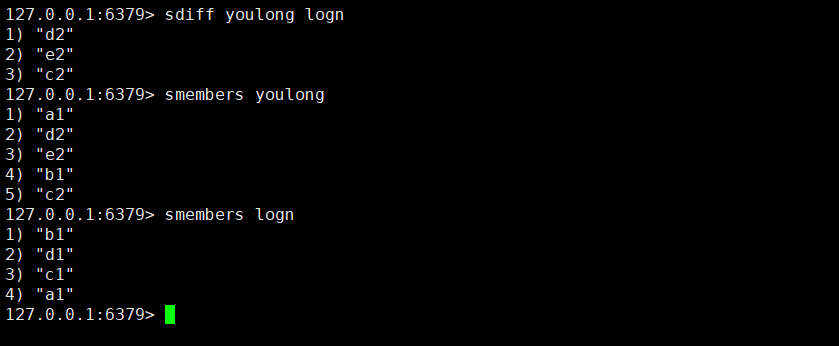 127.0.0.1:6379> sdiff youlong logn
1) "d2"
2) "e2"
3) "c2"
127.0.0.1:6379> smembers youlong
1) "a1"
2) "d2"
3) "e2"
4) "b1"
5) "c2"
127.0.0.1:6379> smembers logn
1) "b1"
2) "d1"
3) "c1"
4) "a1"
127.0.0.1:6379>